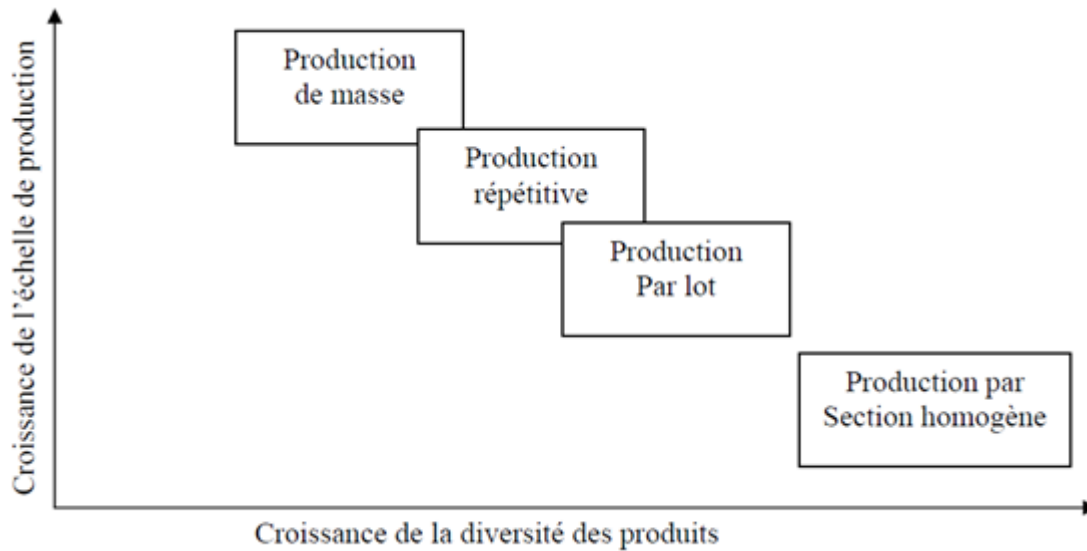 Croissance de l'échelle de production
Production
de masse
Production
répétitive
Production
Par lot
Production par
Section homogène
Croissance de la diversité des produits